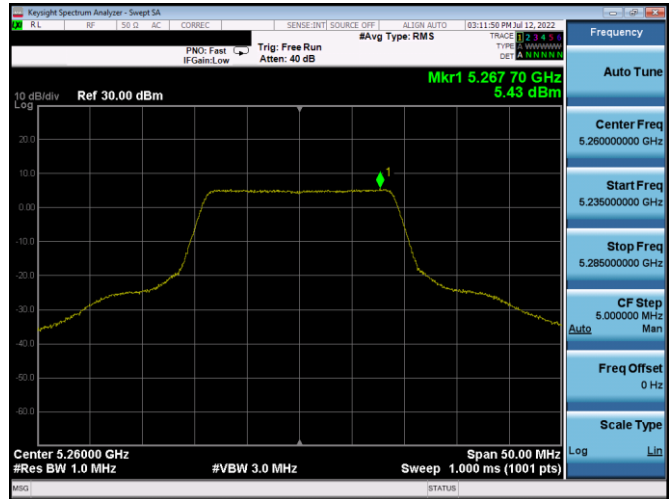 Keysight Spectrum Analyzer - Swept SA
RL RF 50 Ω AC CORREC SENSE:INT SOURCE OFF ALIGN AUTO 03:11:50 PM Jul 12, 2022
#Avg Type: RMS
TRACE 1 2 3 4 5 6
PNO: Fast Trig: Free Run TYPE A WWWWW
IFGain:Low Atten: 40 dB DET A N N N N N
Mkr1 5.267 70 GHz
5.43 dBm
10 dB/div Ref 30.00 dBm
Log
1
20.0
10.0
0.00
-10.0
-20.0
-30.0
-40.0
-50.0
-60.0
Center 5.26000 GHz Span 50.00 MHz
#Res BW 1.0 MHz #VBW 3.0 MHz Sweep 1.000 ms (1001 pts)
MSG STATUS
Frequency
Auto Tune
Center Freq
5.260000000 GHz
Start Freq
5.235000000 GHz
Stop Freq
5.285000000 GHz
CF Step
5.000000 MHz
Auto Man
Freq Offset
0 Hz
Scale Type
Log Lin